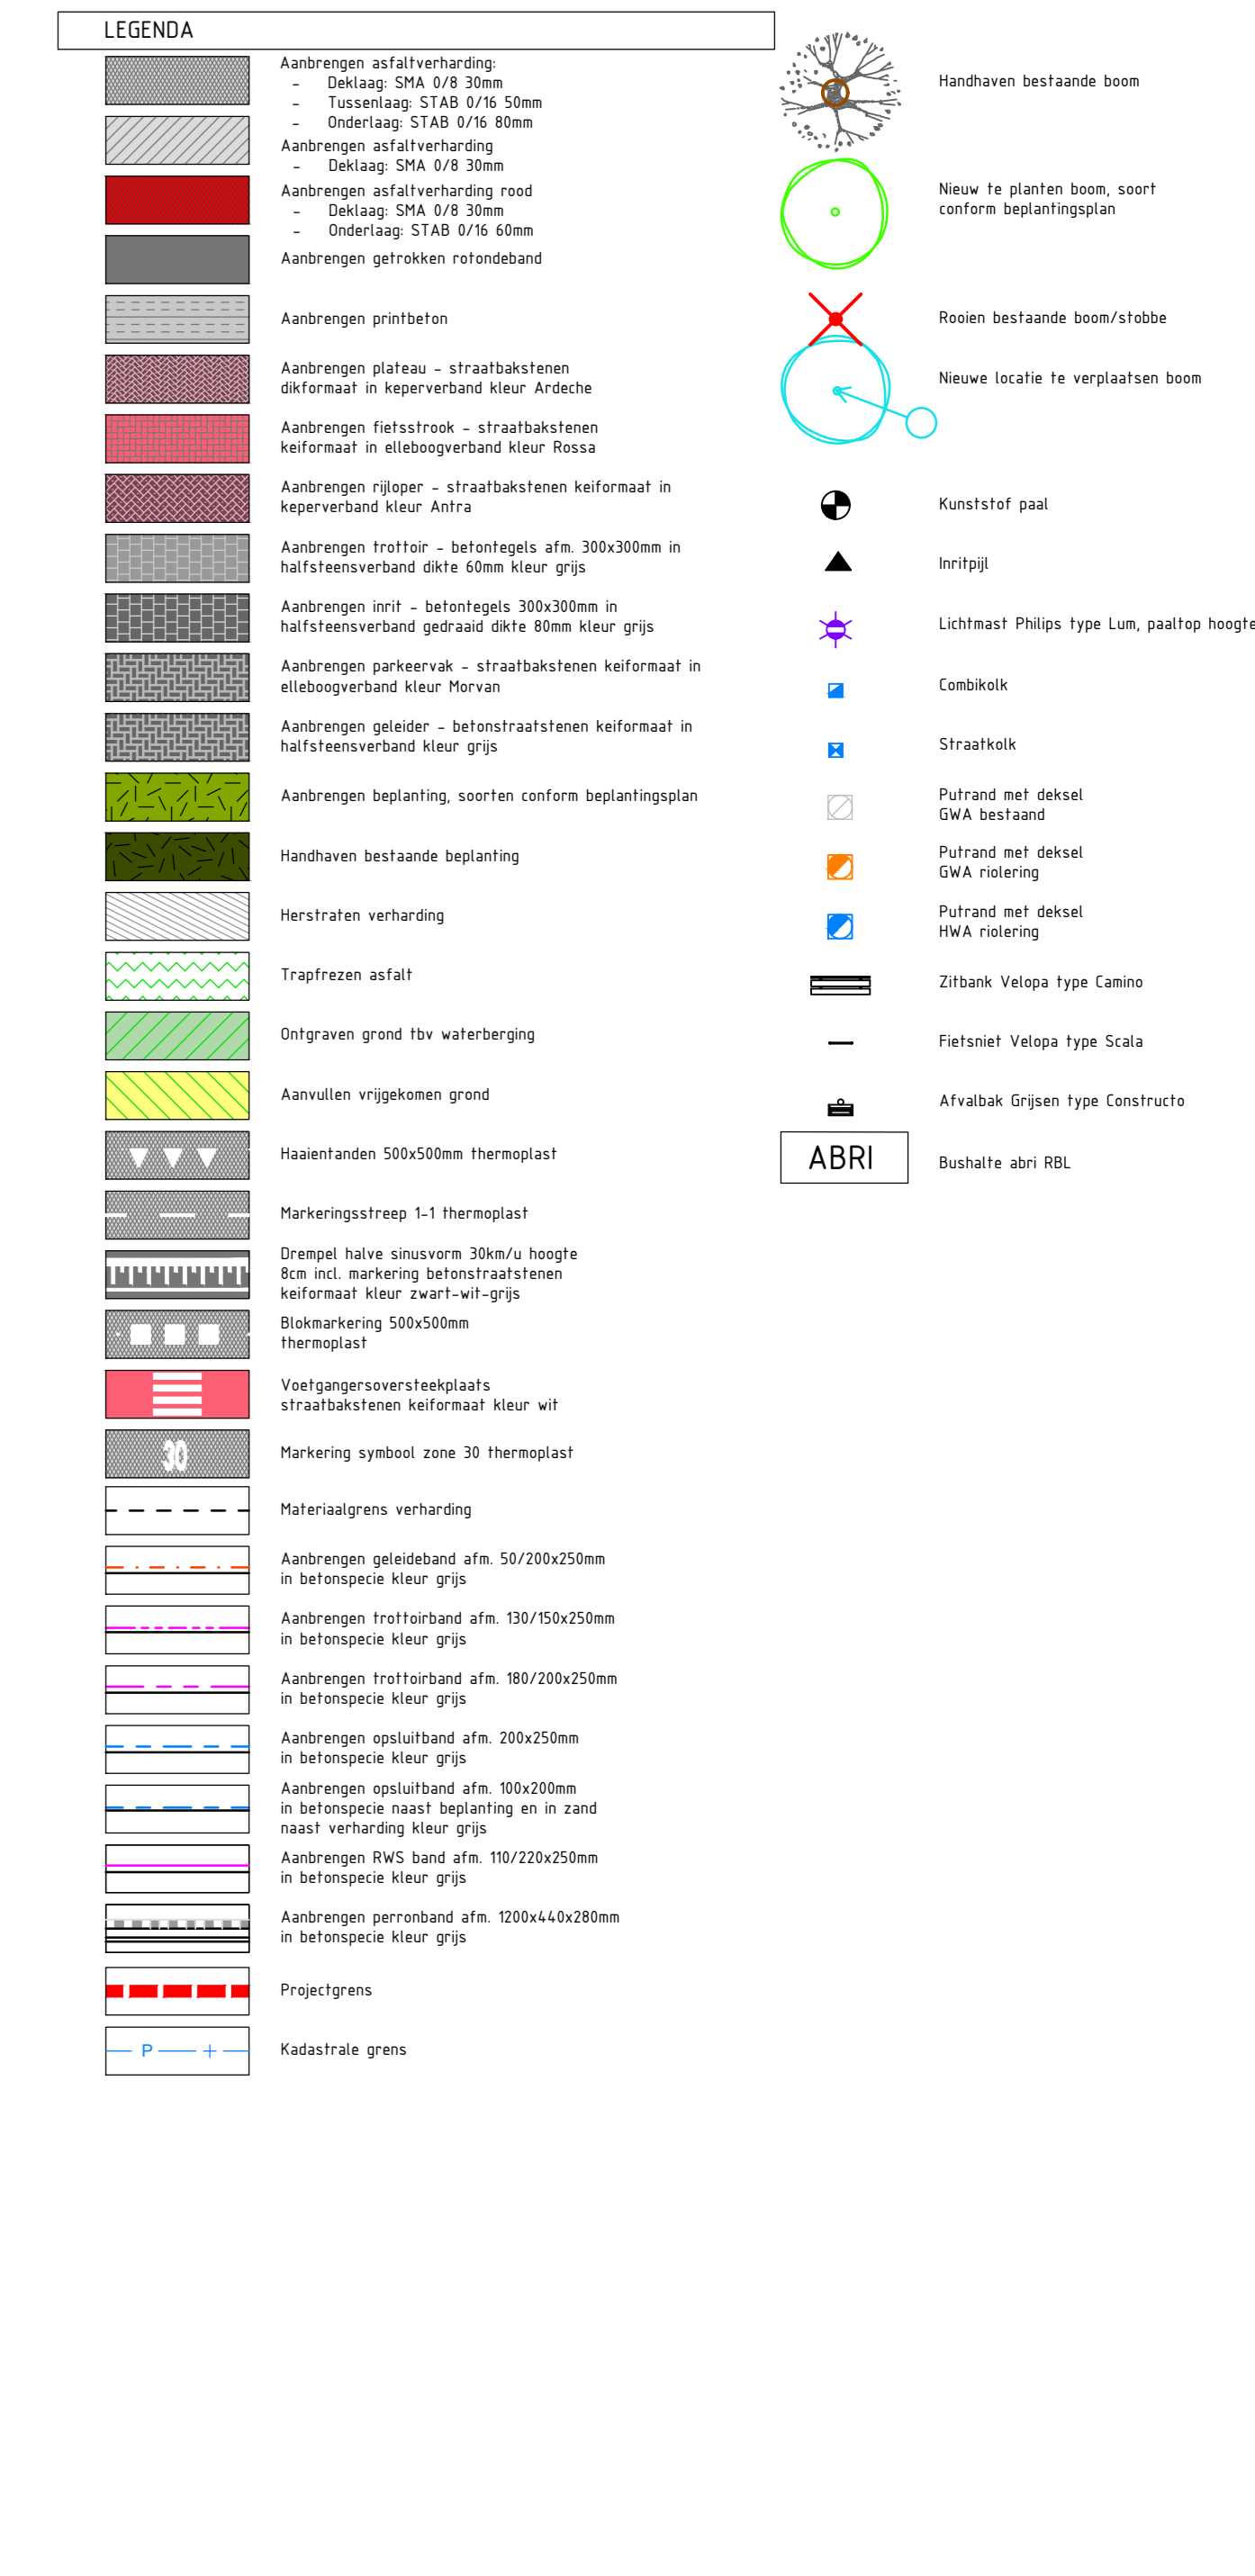 LEGENDA
Aanbrengen asfaltverharding:
- Deklaag: SMA 0/8 30mm
- Tussenlaag: STAB 0/16 50mm
- Onderlaag: STAB 0/16 80mm
Aanbrengen asfaltverharding
- Deklaag: SMA 0/8 30mm
Aanbrengen asfaltverharding rood
- Deklaag: SMA 0/8 30mm
- Onderlaag: STAB 0/16 60mm
Aanbrengen getrokken rotondeband
Aanbrengen printbeton
Aanbrengen plateau - straatbakstenen
dikformaat in keperverband kleur Ardeche
Aanbrengen fietsstrook - straatbakstenen
keiformaat in elleboogverband kleur Rossa
Aanbrengen rijloper - straatbakstenen keiformaat in
keperverband kleur Antra
Aanbrengen trottoir - betontegels afm. 300x300mm in
halfsteensverband dikte 60mm kleur grijs
Aanbrengen inrit - betontegels 300x300mm in
halfsteensverband gedraaid dikte 80mm kleur grijs
Aanbrengen parkeervak - straatbakstenen keiformaat in
elleboogverband kleur Morvan
Aanbrengen geleider - betonstraatstenen keiformaat in
halfsteensverband kleur grijs
Aanbrengen beplanting, soorten conform beplantingsplan
Handhaven bestaande beplanting
Herstraten verharding
Trapfrezen asfalt
Ontgraven grond tbv waterberging
Aanvullen vrijgekomen grond
Haaientanden 500x500mm thermoplast
Markeringsstreep 1-1 thermoplast
Drempel halve sinusvorm 30km/u hoogte
8cm incl. markering betonstraatstenen
keiformaat kleur zwart-wit-grijs
Blokmarkering 500x500mm
thermoplast
Voetgangersoversteekplaats
straatbakstenen keiformaat kleur wit
30
Markering symbool zone 30 thermoplast
Materiaalgrens verharding
Aanbrengen geleideband afm. 50/200x250mm
in betonspecie kleur grijs
Aanbrengen trottoirband afm. 130/150x250mm
in betonspecie kleur grijs
Aanbrengen trottoirband afm. 180/200x250mm
in betonspecie kleur grijs
Aanbrengen opsluitband afm. 200x250mm
in betonspecie kleur grijs
Aanbrengen opsluitband afm. 100x200mm
in betonspecie naast beplanting en in zand
naast verharding kleur grijs
Aanbrengen RWS band afm. 110/220x250mm
in betonspecie kleur grijs
Aanbrengen perronband afm. 1200x440x280mm
in betonspecie kleur grijs
Projectgrens
P
Kadastrale grens
Handhaven bestaande boom
Nieuw te planten boom, soort
conform beplantingsplan
Rooien bestaande boom/stobbe
Nieuwe locatie te verplaatsen boom
Kunststof paal
Inritpijl
Lichtmast Philips type Lum, paaltop hoogte
Combikolk
Straatkolk
Putrand met deksel
GWA bestaand
Putrand met deksel
GWA riolering
Putrand met deksel
HWA riolering
Zitbank Velopa type Camino
Fietsniet Velopa type Scala
Afvalbak Grijsen type Constructo
ABRI
Bushalte abri RBL